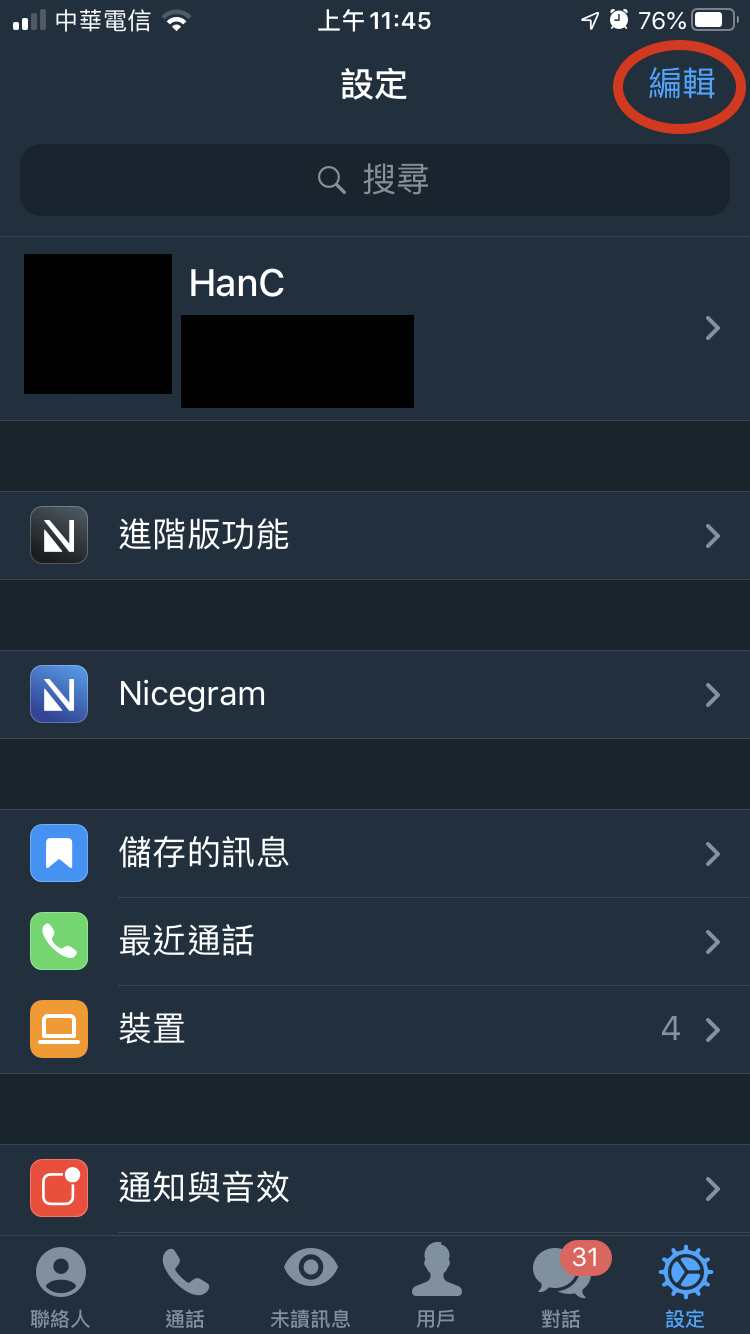 中華電信 上午11:45 76%
設定 編輯
搜尋
HanC
進階版功能
Nicegram
儲存的訊息
最近通話
裝置 4
通知與音效
31
聯絡人 通話 未讀訊息 用戶 對話 設定